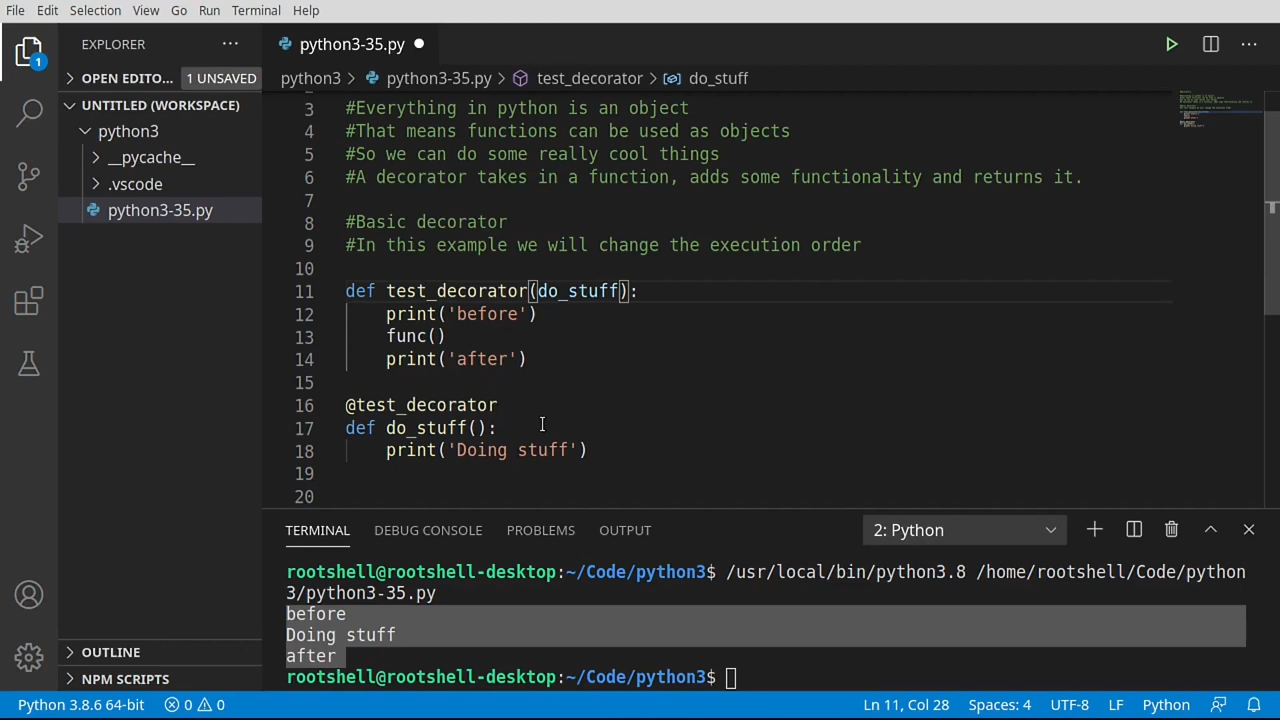 File Edit Selection View Go Run Terminal Help
1
EXPLORER ···
OPEN EDITO... 1 UNSAVED
UNTITLED (WORKSPACE)
python3
__pycache__
.vscode
python3-35.py
OUTLINE
NPM SCRIPTS
python3-35.py
python3 > python3-35.py > test_decorator > do_stuff
3 #Everything in python is an object
4 #That means functions can be used as objects
5 #So we can do some really cool things
6 #A decorator takes in a function, adds some functionality and returns it.
7
8 #Basic decorator
9 #In this example we will change the execution order
10
11 def test_decorator(do_stuff):
12 print('before')
13 func()
14 print('after')
15
16 @test_decorator
17 def do_stuff():
18 print('Doing stuff')
19
20
TERMINAL DEBUG CONSOLE PROBLEMS OUTPUT 2: Python
rootshell@rootshell-desktop:~/Code/python3$ /usr/local/bin/python3.8 /home/rootshell/Code/python
3/python3-35.py
before
Doing stuff
after
rootshell@rootshell-desktop:~/Code/python3$
Python 3.8.6 64-bit 0 0 Ln 11, Col 28 Spaces: 4 UTF-8 LF Python